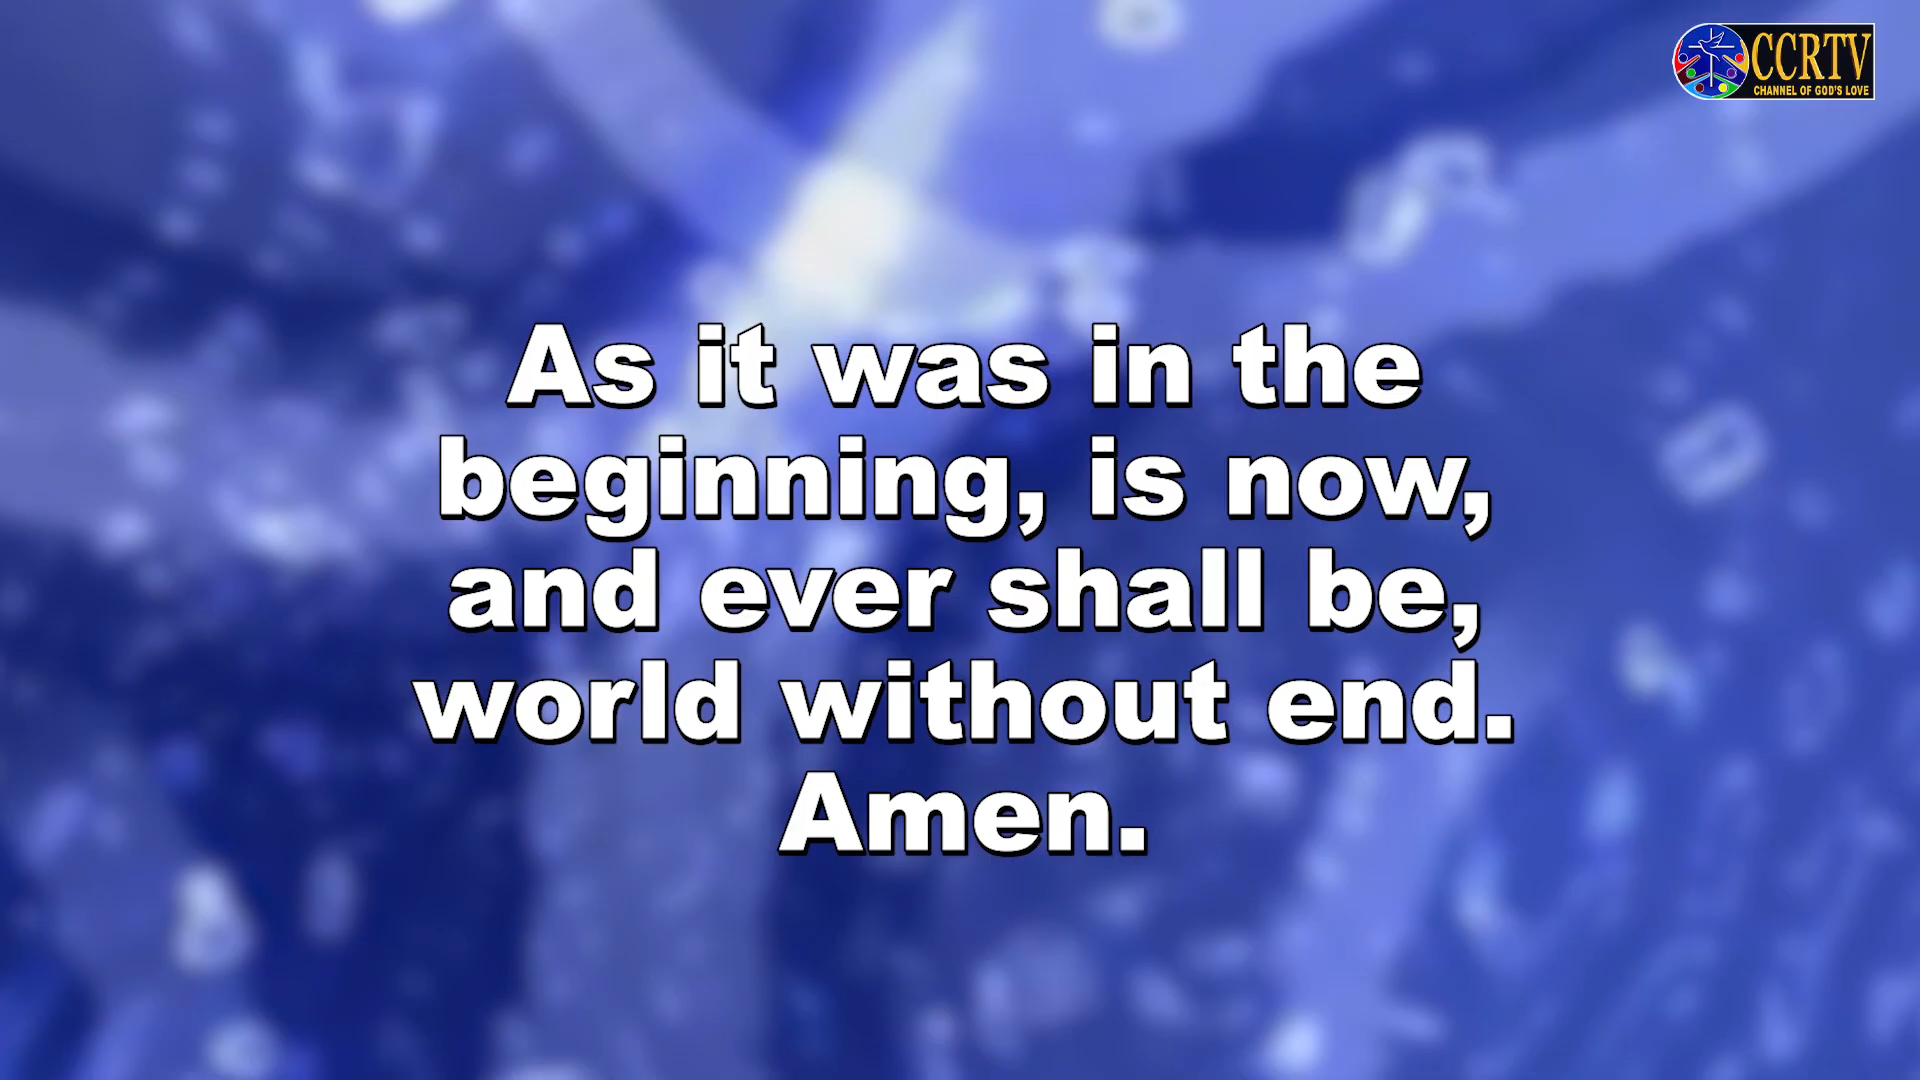 CCRTV
CHANNEL OF GOD'S LOVE
As it was in the
beginning, is now,
and ever shall be,
world without end.
Amen.